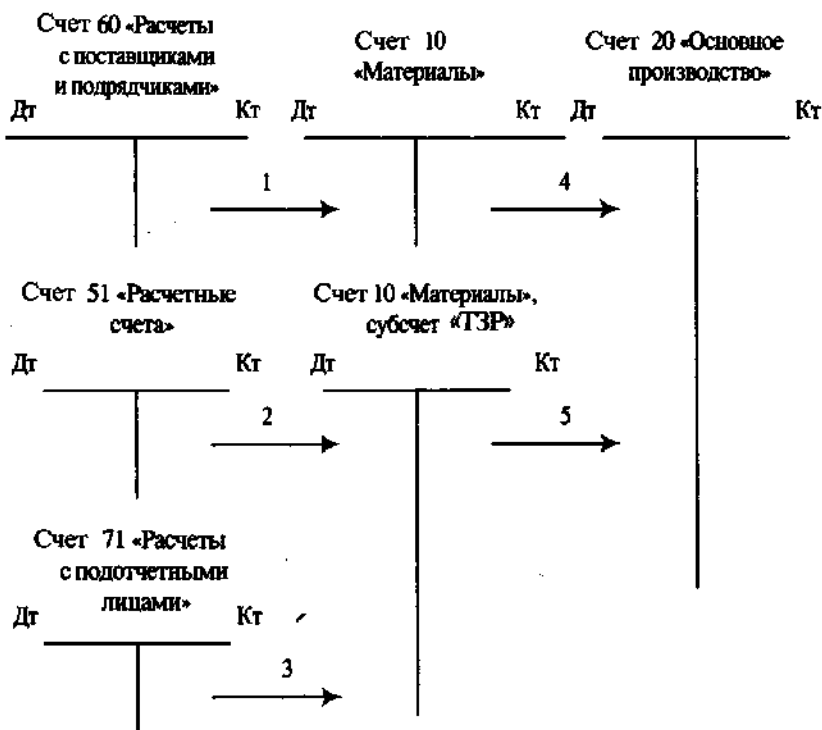 Счет 60 «Расчеты
с поставщиками
и подрядчиками»
Дт Кт
Счет 10
«Материалы»
Дт Кт
Счет 20 «Основное
производство»
Дт Кт
1
4
Счет 51 «Расчетные
счета»
Дт Кт
Счет 10 «Материалы»,
субсчет «ТЗР»
Дт Кт
2
5
Счет 71 «Расчеты
с подотчетными
лицами»
Дт Кт
3